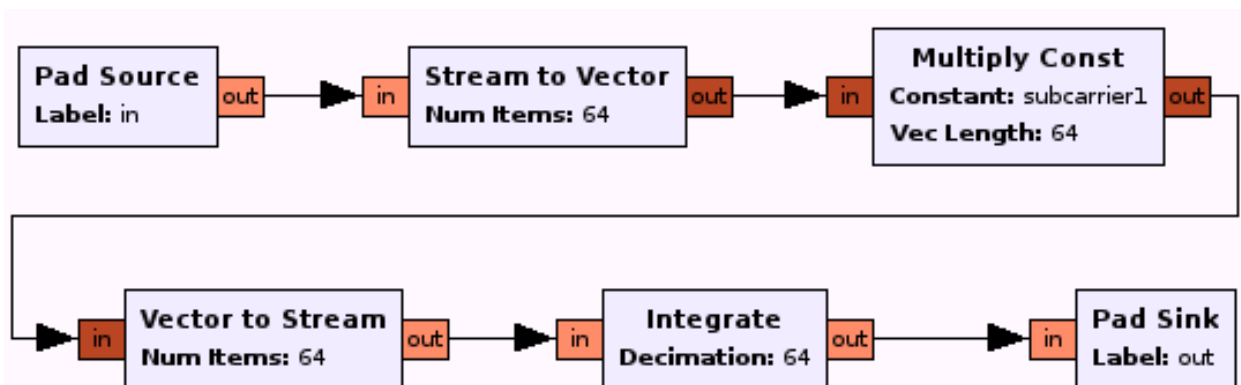 Pad Source
Label: in
out
in
Stream to Vector
Num Items: 64
out
in
Multiply Const
Constant: subcarrier1
Vec Length: 64
out
in
Vector to Stream
Num Items: 64
out
in
Integrate
Decimation: 64
out
in
Pad Sink
Label: out